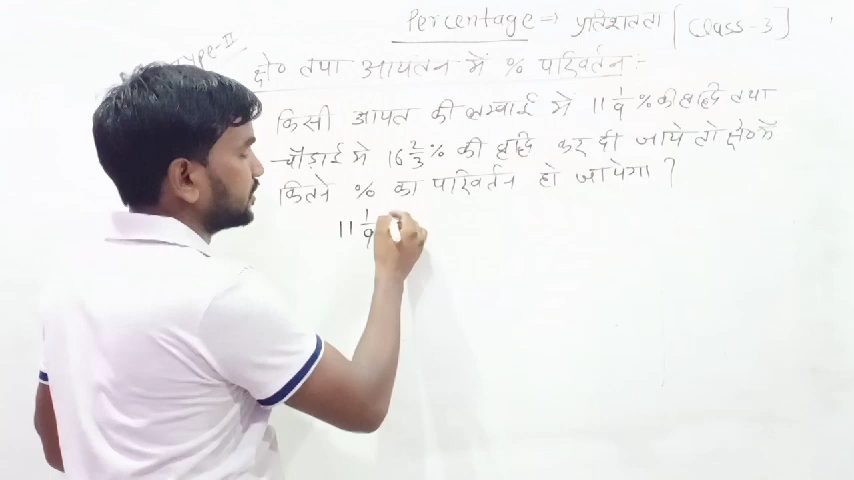 Percentage ⇒ प्रतिशतता [Class-3]
Type-II
क्षे० तथा आयतन में % परिवर्तन :-
किसी आयत की लम्बाई में 11 1/9 % की वृद्धि तथा
चौड़ाई में 16 2/3 % की वृद्धि कर दी जाये तो क्षे० में
कितने % का परिवर्तन हो जायेगा ?
11 1/9